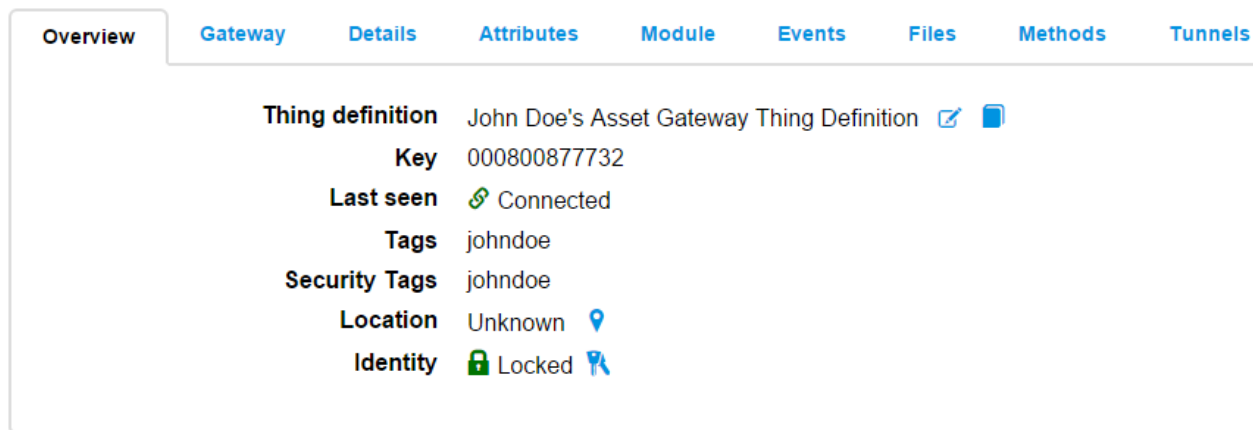 Overview Gateway Details Attributes Module Events Files Methods Tunnels
Thing definition John Doe's Asset Gateway Thing Definition
Key 000800877732
Last seen Connected
Tags johndoe
Security Tags johndoe
Location Unknown
Identity Locked